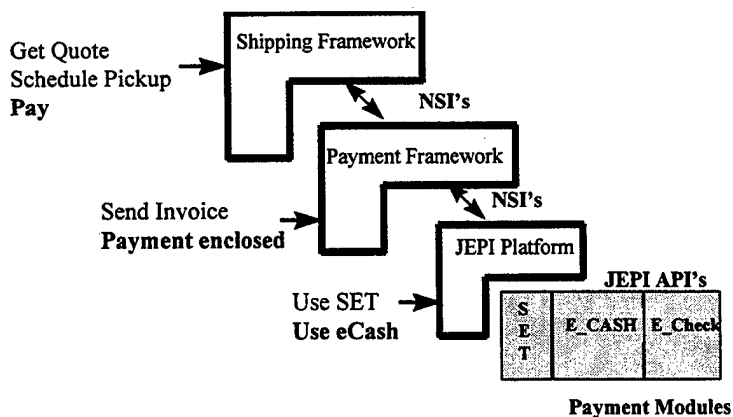 Shipping Framework
Get Quote
Schedule Pickup
Pay
NSI's
Payment Framework
NSI's
Send Invoice
Payment enclosed
JEPI Platform
JEPI API's
Use SET
Use eCash
SET
E_CASH
E_Check
Payment Modules